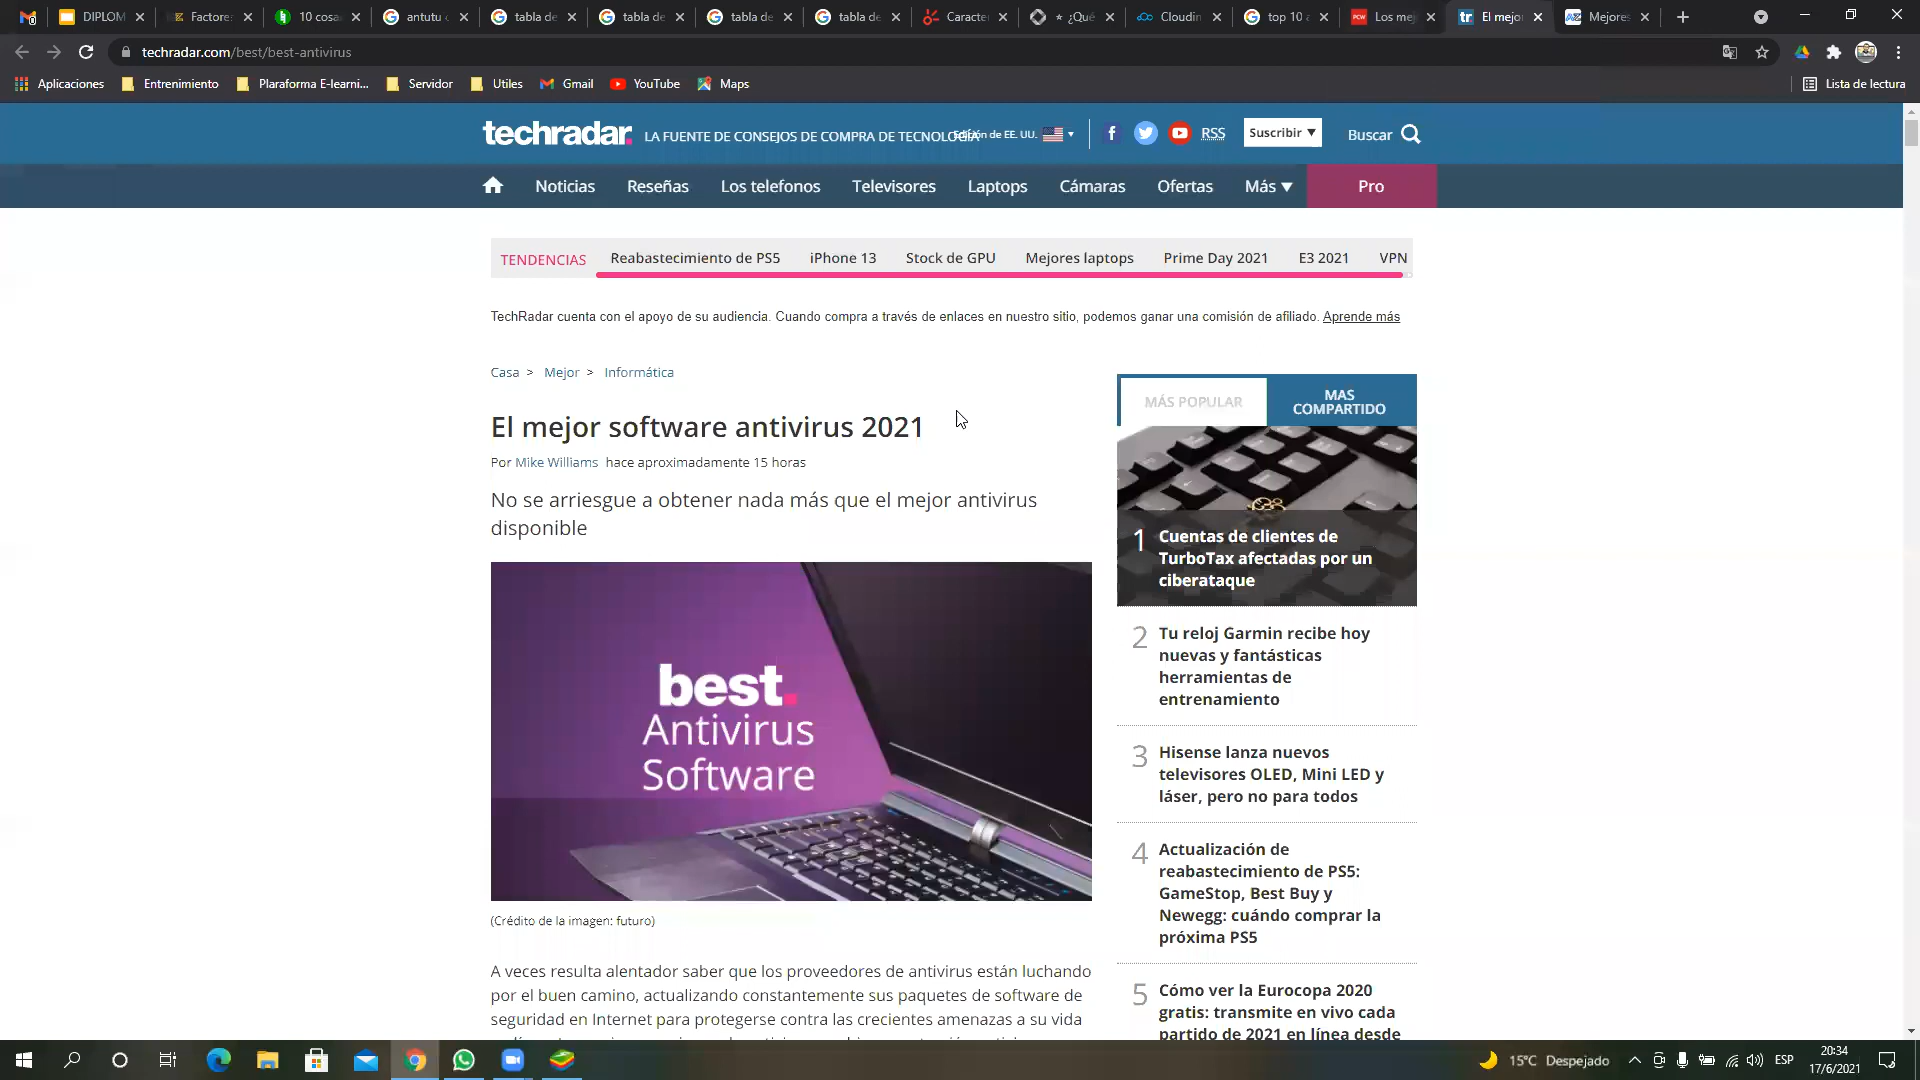 DIPLOM
Factore:
10 cosa
antutu
tabla de
tabla de
tabla de
tabla de
Caracte
¿Qué
Cloudin
top 10 a
Los mej
El mejo
Mejores
techradar.com/best/best-antivirus
Aplicaciones
Entrenimiento
Plaraforma E-learni...
Servidor
Utiles
Gmail
YouTube
Maps
Lista de lectura
techradar.
LA FUENTE DE CONSEJOS DE COMPRA DE TECNOLOGÍA
Edición de EE. UU.
RSS
Suscribir ▼
Buscar
Noticias
Reseñas
Los telefonos
Televisores
Laptops
Cámaras
Ofertas
Más ▼
Pro
TENDENCIAS
Reabastecimiento de PS5
iPhone 13
Stock de GPU
Mejores laptops
Prime Day 2021
E3 2021
VPN
TechRadar cuenta con el apoyo de su audiencia. Cuando compra a través de enlaces en nuestro sitio, podemos ganar una comisión de afiliado. Aprende más
Casa > Mejor > Informática
El mejor software antivirus 2021
Por Mike Williams hace aproximadamente 15 horas
No se arriesgue a obtener nada más que el mejor antivirus
disponible
best.
Antivirus
Software
(Crédito de la imagen: futuro)
A veces resulta alentador saber que los proveedores de antivirus están luchando
por el buen camino, actualizando constantemente sus paquetes de software de
seguridad en Internet para protegerse contra las crecientes amenazas a su vida
MÁS POPULAR
MAS
COMPARTIDO
1 Cuentas de clientes de
TurboTax afectadas por un
ciberataque
2 Tu reloj Garmin recibe hoy
nuevas y fantásticas
herramientas de
entrenamiento
3 Hisense lanza nuevos
televisores OLED, Mini LED y
láser, pero no para todos
4 Actualización de
reabastecimiento de PS5:
GameStop, Best Buy y
Newegg: cuándo comprar la
próxima PS5
5 Cómo ver la Eurocopa 2020
gratis: transmite en vivo cada
partido de 2021 en línea desde
15°C Despejado
ESP
20:34
17/6/2021